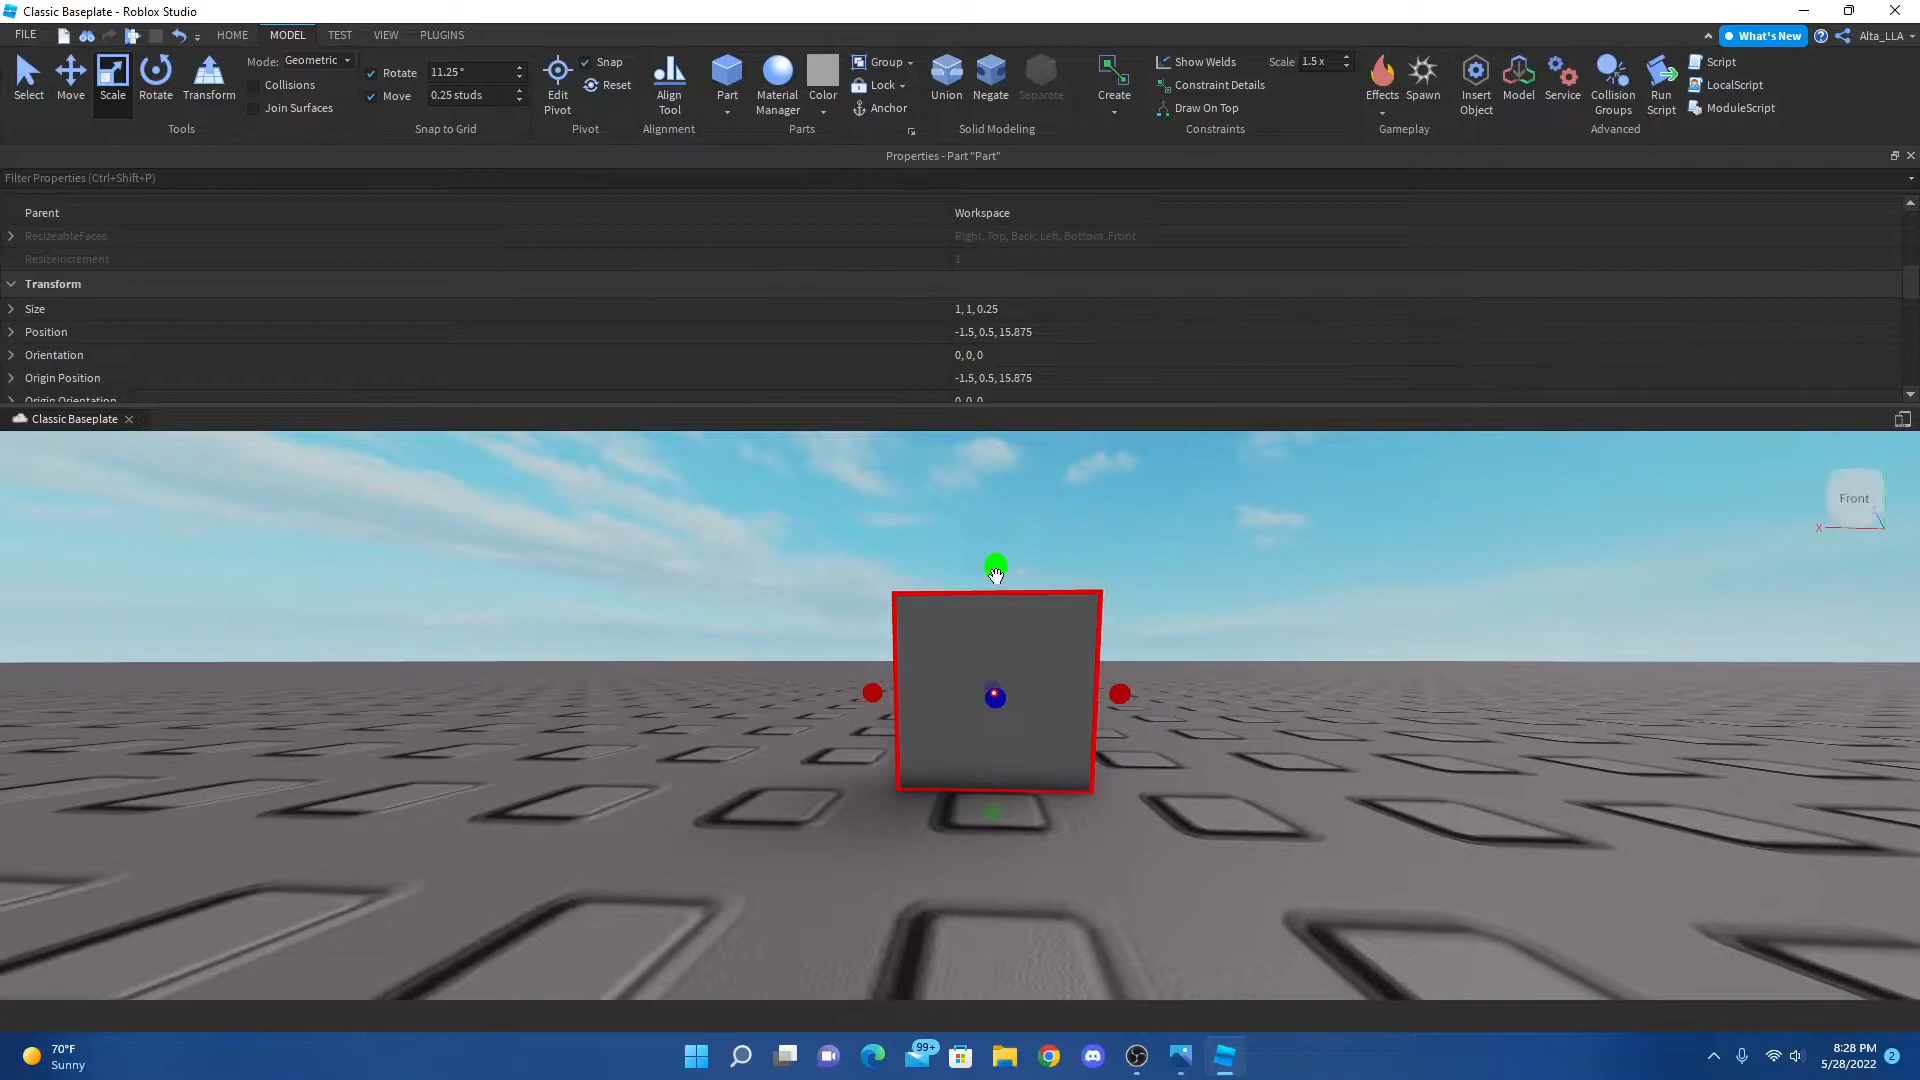 Classic Baseplate - Roblox Studio
FILE HOME MODEL TEST VIEW PLUGINS What's New Alta_LLA
Select Move Scale Rotate Transform
Mode: Geometric
Collisions
Join Surfaces
Tools
Rotate 11.25 °
Move 0.25 studs
Snap to Grid
Edit Pivot
Snap
Reset
Pivot
Align Tool
Alignment
Part
Material Manager
Color
Group
Lock
Anchor
Parts
Union Negate Separate
Solid Modeling
Create
Show Welds
Constraint Details
Draw On Top
Scale 1.5 x
Constraints
Effects Spawn
Gameplay
Insert Object
Model
Service
Collision Groups
Run Script
Script
LocalScript
ModuleScript
Advanced
Properties - Part "Part"
Filter Properties (Ctrl+Shift+P)
Parent Workspace
ResizeableFaces Right, Top, Back, Left, Bottom, Front
ResizeIncrement 1
Transform
Size 1, 1, 0.25
Position -1.5, 0.5, 15.875
Orientation 0, 0, 0
Origin Position -1.5, 0.5, 15.875
Origin Orientation 0, 0, 0
Classic Baseplate
Front
X
70°F
Sunny
99+
8:28 PM
5/28/2022
2